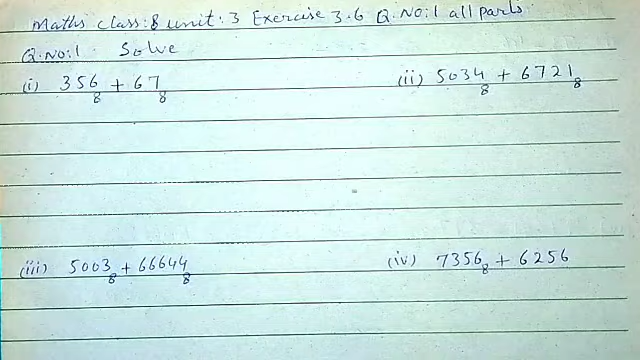 Maths class:8 unit:3 Exercise 3.6 Q.No:1 all parts.
Q.No:1. Solve
(i) 356₈ + 67₈
(ii) 5034₈ + 6721₈
(iii) 5003₈ + 66644₈
(iv) 7356₈ + 6256